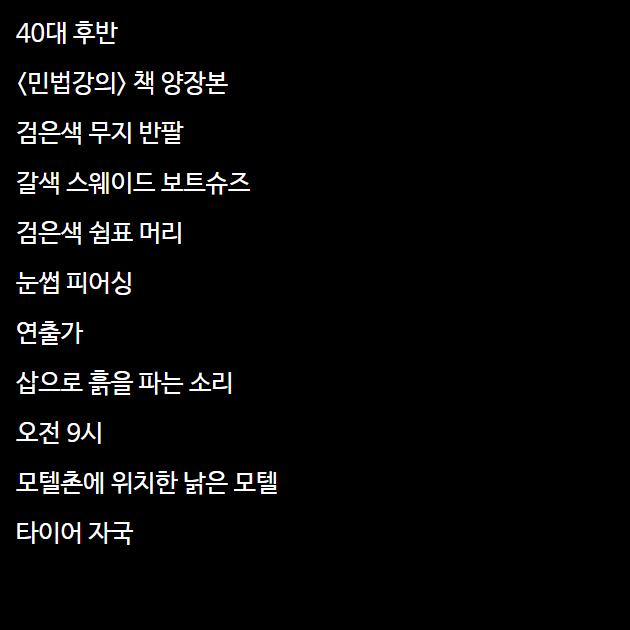 40대 후반
<민법강의> 책 양장본
검은색 무지 반팔
갈색 스웨이드 보트슈즈
검은색 쉼표 머리
눈썹 피어싱
연출가
삽으로 흙을 파는 소리
오전 9시
모텔촌에 위치한 낡은 모텔
타이어 자국